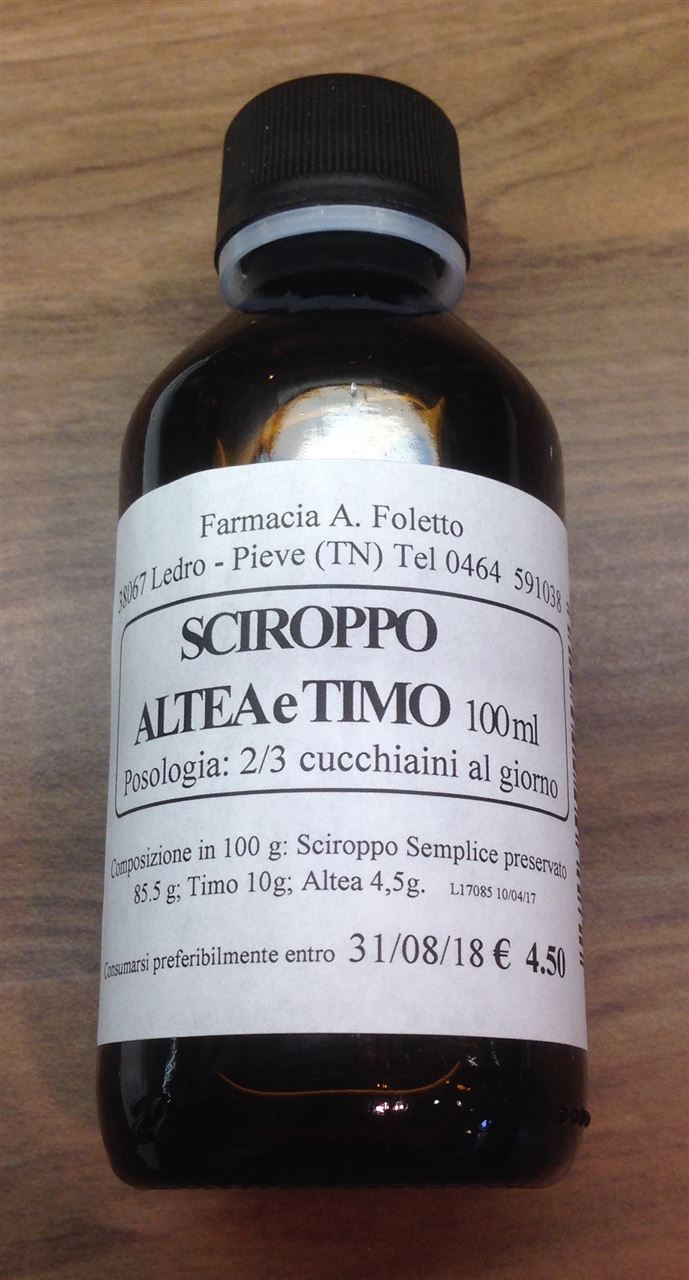 Farmacia A. Foletto
38067 Ledro - Pieve (TN) Tel 0464 591038
SCIROPPO
ALTEA e TIMO 100ml
Posologia: 2/3 cucchiaini al giorno
Composizione in 100 g: Sciroppo Semplice preservato
85.5 g; Timo 10g; Altea 4,5g. L17085 10/04/17
Consumarsi preferibilmente entro 31/08/18 € 4.50